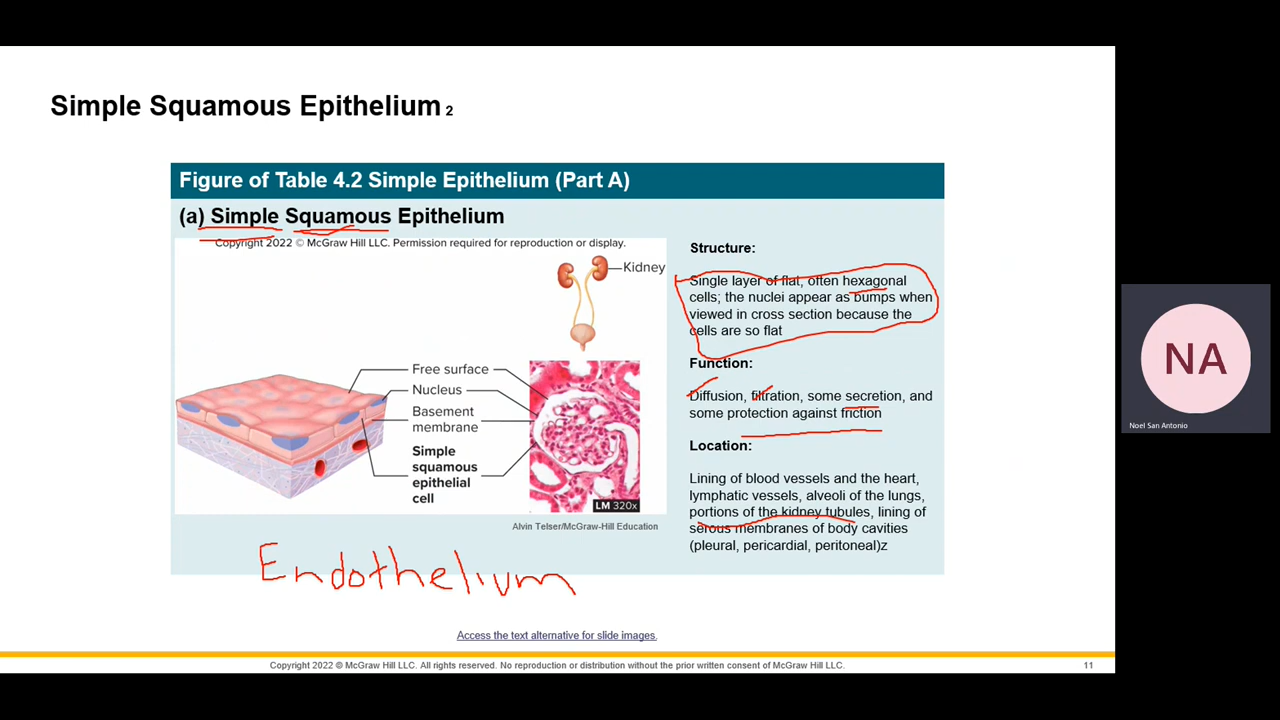 Simple Squamous Epithelium 2
Figure of Table 4.2 Simple Epithelium (Part A)
(a) Simple Squamous Epithelium
Copyright 2022 © McGraw Hill LLC. Permission required for reproduction or display.
Kidney
Free surface
Nucleus
Basement
membrane
Simple
squamous
epithelial
cell
LM 320x
Alvin Telser/McGraw-Hill Education
Structure:
Single layer of flat, often hexagonal
cells; the nuclei appear as bumps when
viewed in cross section because the
cells are so flat
Function:
Diffusion, filtration, some secretion, and
some protection against friction
Location:
Lining of blood vessels and the heart,
lymphatic vessels, alveoli of the lungs,
portions of the kidney tubules, lining of
serous membranes of body cavities
(pleural, pericardial, peritoneal)z
Endothelium
Access the text alternative for slide images.
Copyright 2022 © McGraw Hill LLC. All rights reserved. No reproduction or distribution without the prior written consent of McGraw Hill LLC.
11
NA
Noel San Antonio